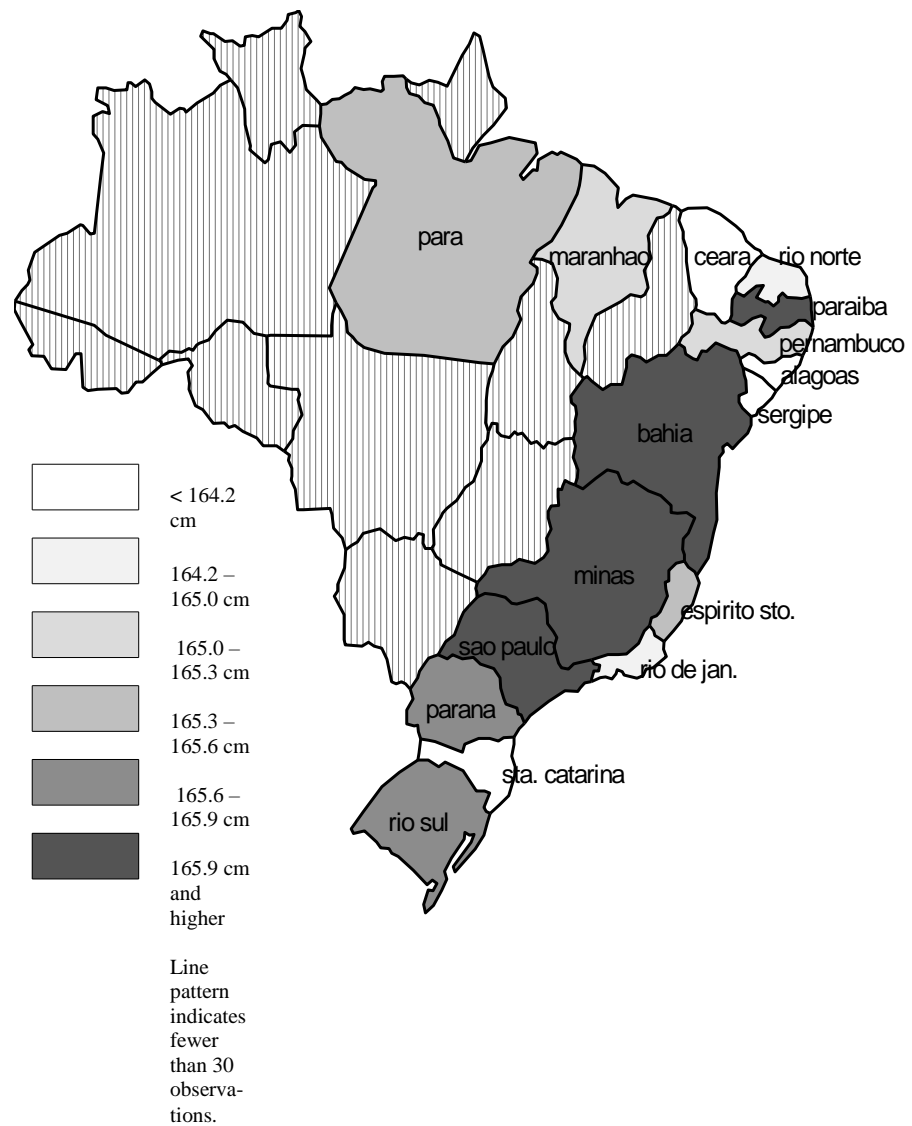 para
maranhao
ceara
rio norte
paraiba
pernambuco
alagoas
sergipe
bahia
minas
espirito sto.
sao paulo
rio de jan.
parana
sta. catarina
rio sul
< 164.2
cm
164.2 –
165.0 cm
165.0 –
165.3 cm
165.3 –
165.6 cm
165.6 –
165.9 cm
165.9 cm
and
higher
Line
pattern
indicates
fewer
than 30
observa-
tions.